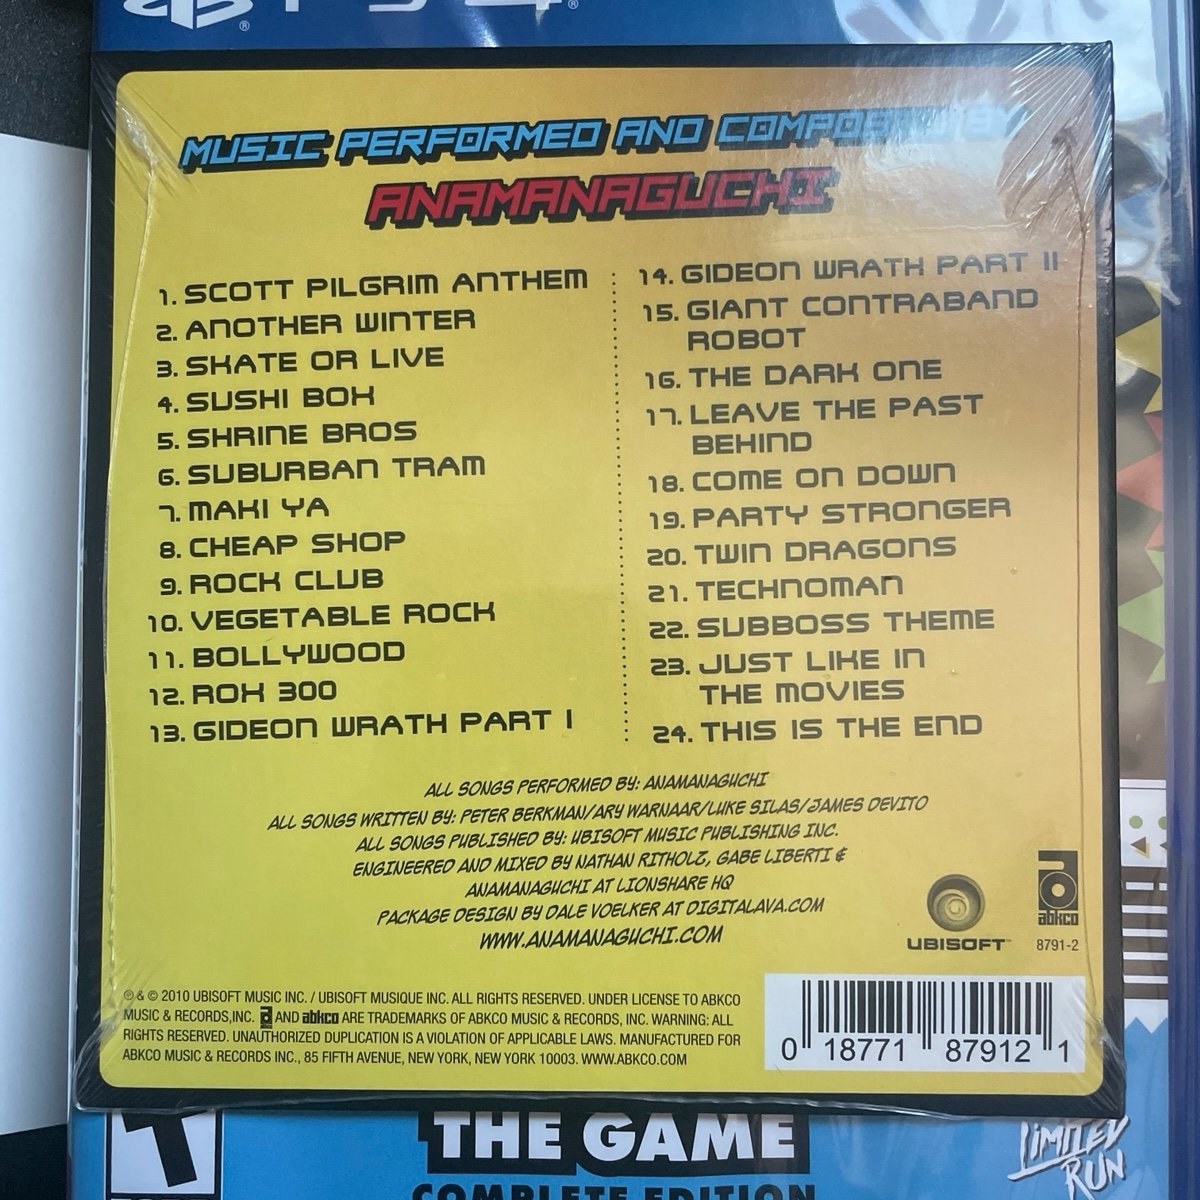 PS4
®
MUSIC PERFORMED AND COMPOSED BY
ANAMANAGUCHI
1. SCOTT PILGRIM ANTHEM
2. ANOTHER WINTER
3. SKATE OR LIVE
4. SUSHI BOX
5. SHRINE BROS
6. SUBURBAN TRAM
7. MAKI YA
8. CHEAP SHOP
9. ROCK CLUB
10. VEGETABLE ROCK
11. BOLLYWOOD
12. ROX 300
13. GIDEON WRATH PART I
14. GIDEON WRATH PART II
15. GIANT CONTRABAND
ROBOT
16. THE DARK ONE
17. LEAVE THE PAST
BEHIND
18. COME ON DOWN
19. PARTY STRONGER
20. TWIN DRAGONS
21. TECHNOMAN
22. SUBBOSS THEME
23. JUST LIKE IN
THE MOVIES
24. THIS IS THE END
ALL SONGS PERFORMED BY: ANAMANAGUCHI
ALL SONGS WRITTEN BY: PETER BERKMAN/ARY WARNAAR/LUKE SILAS/JAMES DEVITO
ALL SONGS PUBLISHED BY: UBISOFT MUSIC PUBLISHING INC.
ENGINEERED AND MIXED BY NATHAN RITHOLZ, GABE LIBERTI &
ANAMANAGUCHI AT LIONSHARE HQ
PACKAGE DESIGN BY DALE VOELKER AT DIGITALAVA.COM
WWW.ANAMANAGUCHI.COM
UBISOFT™
abkco
8791-2
℗ & © 2010 UBISOFT MUSIC INC. / UBISOFT MUSIQUE INC. ALL RIGHTS RESERVED. UNDER LICENSE TO ABKCO
MUSIC & RECORDS,INC. AND abkco ARE TRADEMARKS OF ABKCO MUSIC & RECORDS, INC. WARNING: ALL
RIGHTS RESERVED. UNAUTHORIZED DUPLICATION IS A VIOLATION OF APPLICABLE LAWS. MANUFACTURED FOR
ABKCO MUSIC & RECORDS INC., 85 FIFTH AVENUE, NEW YORK, NEW YORK 10003. WWW.ABKCO.COM
0 18771 87912 1
T
THE GAME
COMPLETE EDITION
LIMITED
RUN